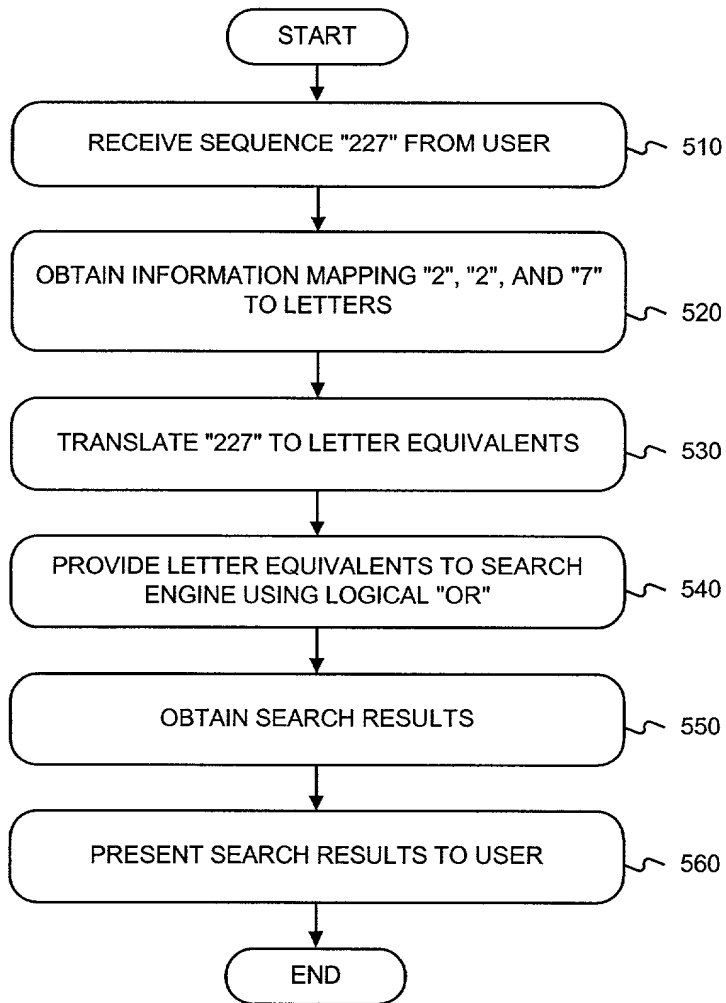 START
RECEIVE SEQUENCE "227" FROM USER
510
OBTAIN INFORMATION MAPPING "2", "2", AND "7"
TO LETTERS
520
TRANSLATE "227" TO LETTER EQUIVALENTS
530
PROVIDE LETTER EQUIVALENTS TO SEARCH
ENGINE USING LOGICAL "OR"
540
OBTAIN SEARCH RESULTS
550
PRESENT SEARCH RESULTS TO USER
560
END